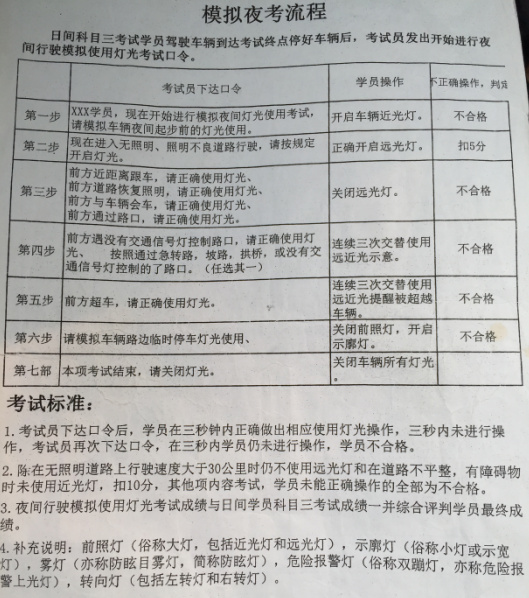 模拟夜考流程
日间科目三考试学员驾驶车辆到达考试终点停好车辆后，考试员发出开始进行夜
间行驶模拟使用灯光考试口令。
考试员下达口令 学员操作 不正确操作，判定
第一步 XXX学员，现在开始进行模拟夜间灯光使用考试，
请模拟车辆夜间起步前的灯光使用。 开启车辆近光灯。 不合格
第二步 现在进入无照明、照明不良道路行驶，请按规定
开启灯光。 正确开启远光灯。 扣5分
第三步 前方近距离跟车，请正确使用灯光、
前方道路恢复照明，请正确使用灯光、
前方与车辆会车，请正确使用灯光、
前方通过路口，请正确使用灯光。 关闭远光灯。 不合格
第四步 前方遇没有交通信号灯控制路口，请正确使用灯
光、 按照通过急转路，坡路，拱桥，或没有交
通信号灯控制的了路口。（任选其一） 连续三次交替使用
远近光示意。 不合格
第五步 前方超车，请正确使用灯光。 连续三次交替使用
远近光提醒被超越
车辆。 不合格
第六步 请模拟车辆路边临时停车灯光使用、 关闭前照灯，开启
示廓灯。 不合格
第七部 本项考试结束，请关闭灯光。 关闭车辆所有灯光
。
考试标准：
1.考试员下达口令后，学员在三秒钟内正确做出相应使用灯光操作，三秒内未进行操
作，考试员再次下达口令，在三秒内学员仍未进行操作，学员不合格。
2.除在无照明道路上行驶速度大于30公里时仍不使用远光灯和在道路不平整，有障碍物
时未使用近光灯，扣10分，其他项内容考试，学员未能正确操作的全部为不合格。
3.夜间行驶模拟使用灯光考试成绩与日间学员科目三考试成绩一并综合评判学员最终成
绩。
4.补充说明：前照灯（俗称大灯，包括近光灯和远光灯），示廓灯（俗称小灯或示宽
灯），雾灯（亦称防眩目雾灯，简称防眩灯），危险报警灯（俗称双蹦灯，亦称危险报
警上光灯），转向灯（包括左转灯和右转灯）。